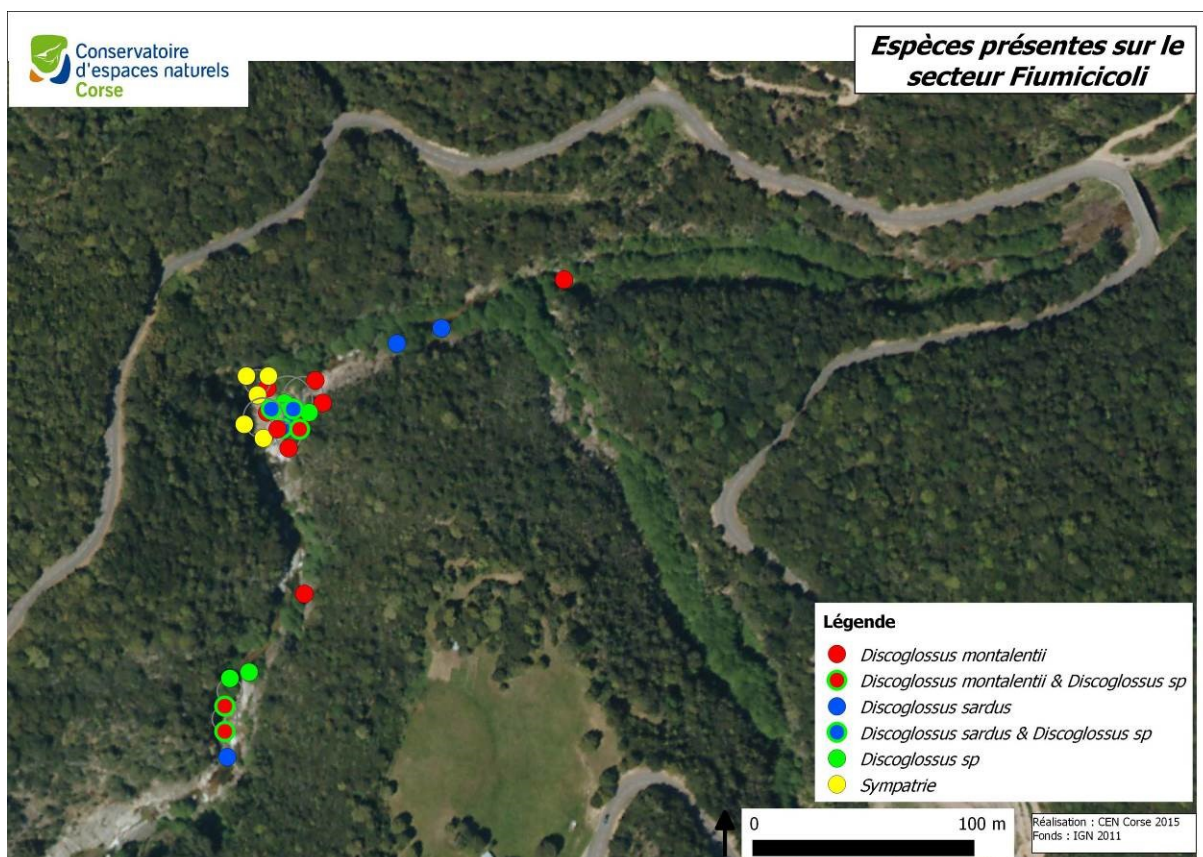 Conservatoire
d'espaces naturels
Corse
Espèces présentes sur le
secteur Fiumicicoli
Légende
Discoglossus montalentii
Discoglossus montalentii & Discoglossus sp
Discoglossus sardus
Discoglossus sardus & Discoglossus sp
Discoglossus sp
Sympatrie
0 100 m
Réalisation : CEN Corse 2015
Fonds : IGN 2011